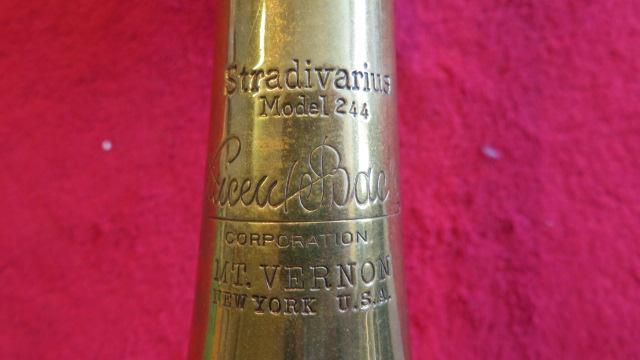 Stradivarius
Model 244
Vincent Bach
CORPORATION
MT. VERNON
NEW YORK U.S.A.